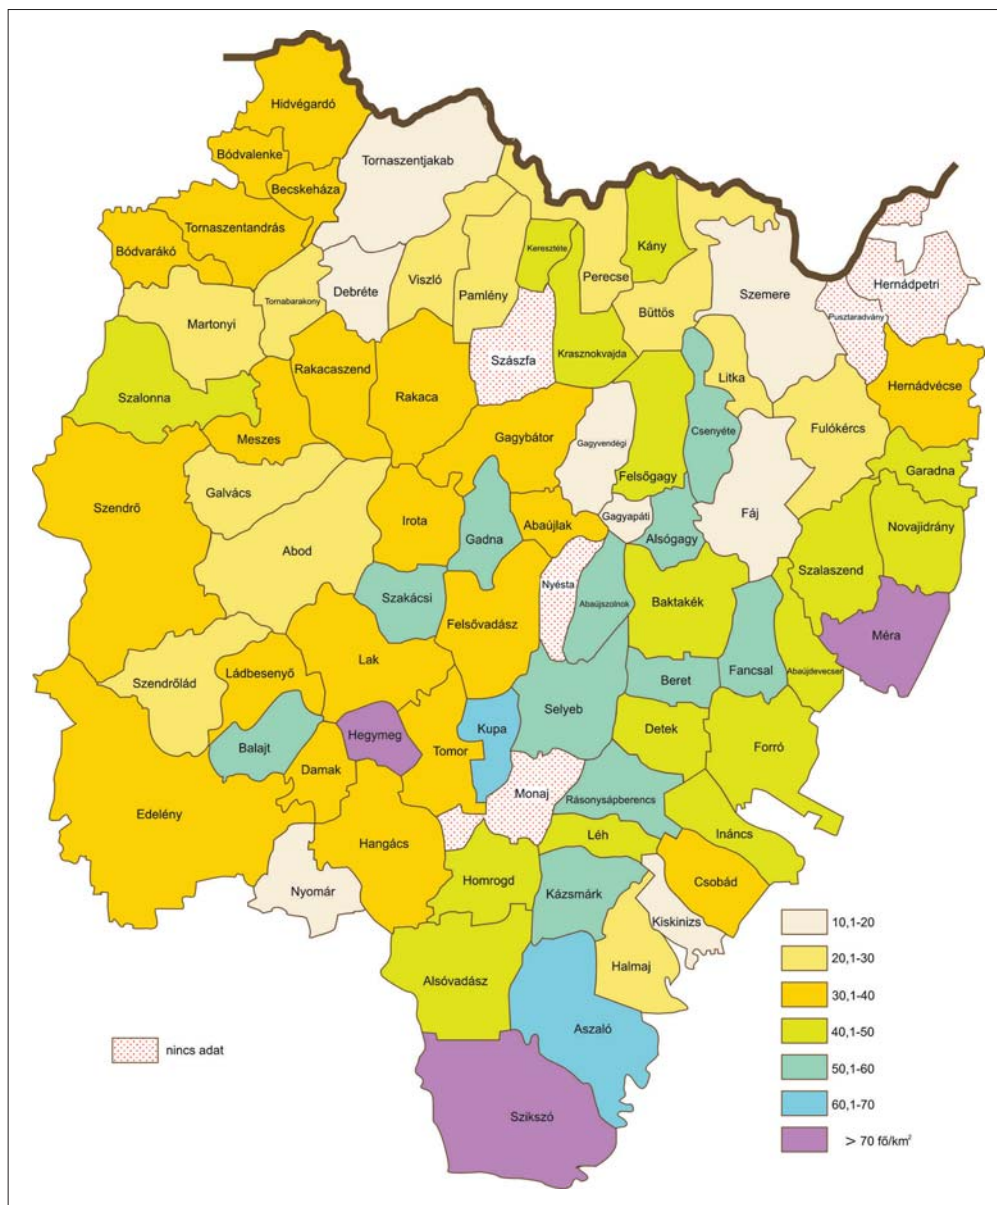 Hidvégardó
Bódvalenke
Tornaszentjakab
Becskeháza
Tornaszentandrás
Bódvarákó
Keresztéte
Kány
Perecse
Viszló
Debréte
Pamlény
Szemere
Hernádpetri
Tornabarakony
Büttös
Pusztaradvány
Martonyi
Szászfa
Krasznokvajda
Rakacaszend
Litka
Hernádvécse
Szalonna
Rakaca
Meszes
Gagybátor
Gagyvendégi
Csenyéte
Fulókércs
Felsőgagy
Garadna
Galvács
Szendrő
Irota
Abaújlak
Gagyapáti
Fáj
Novajidrány
Gadna
Alsógagy
Abod
Szalaszend
Nyésta
Szakácsi
Abaújszolnok
Baktakék
Felsővadász
Méra
Szendrőlád
Ládbesenyő
Lak
Beret
Fancsal
Abaújdevecser
Selyeb
Kupa
Detek
Hegymeg
Balajt
Tomor
Forró
Damak
Monaj
Rásonysápberencs
Edelény
Hangács
Léh
Ináncs
Homrogd
Csobád
Nyomár
Kázsmárk
Kiskinizs
Halmaj
Alsóvadász
Aszaló
Szikszó
nincs adat
10,1-20
20,1-30
30,1-40
40,1-50
50,1-60
60,1-70
> 70 fő/km²